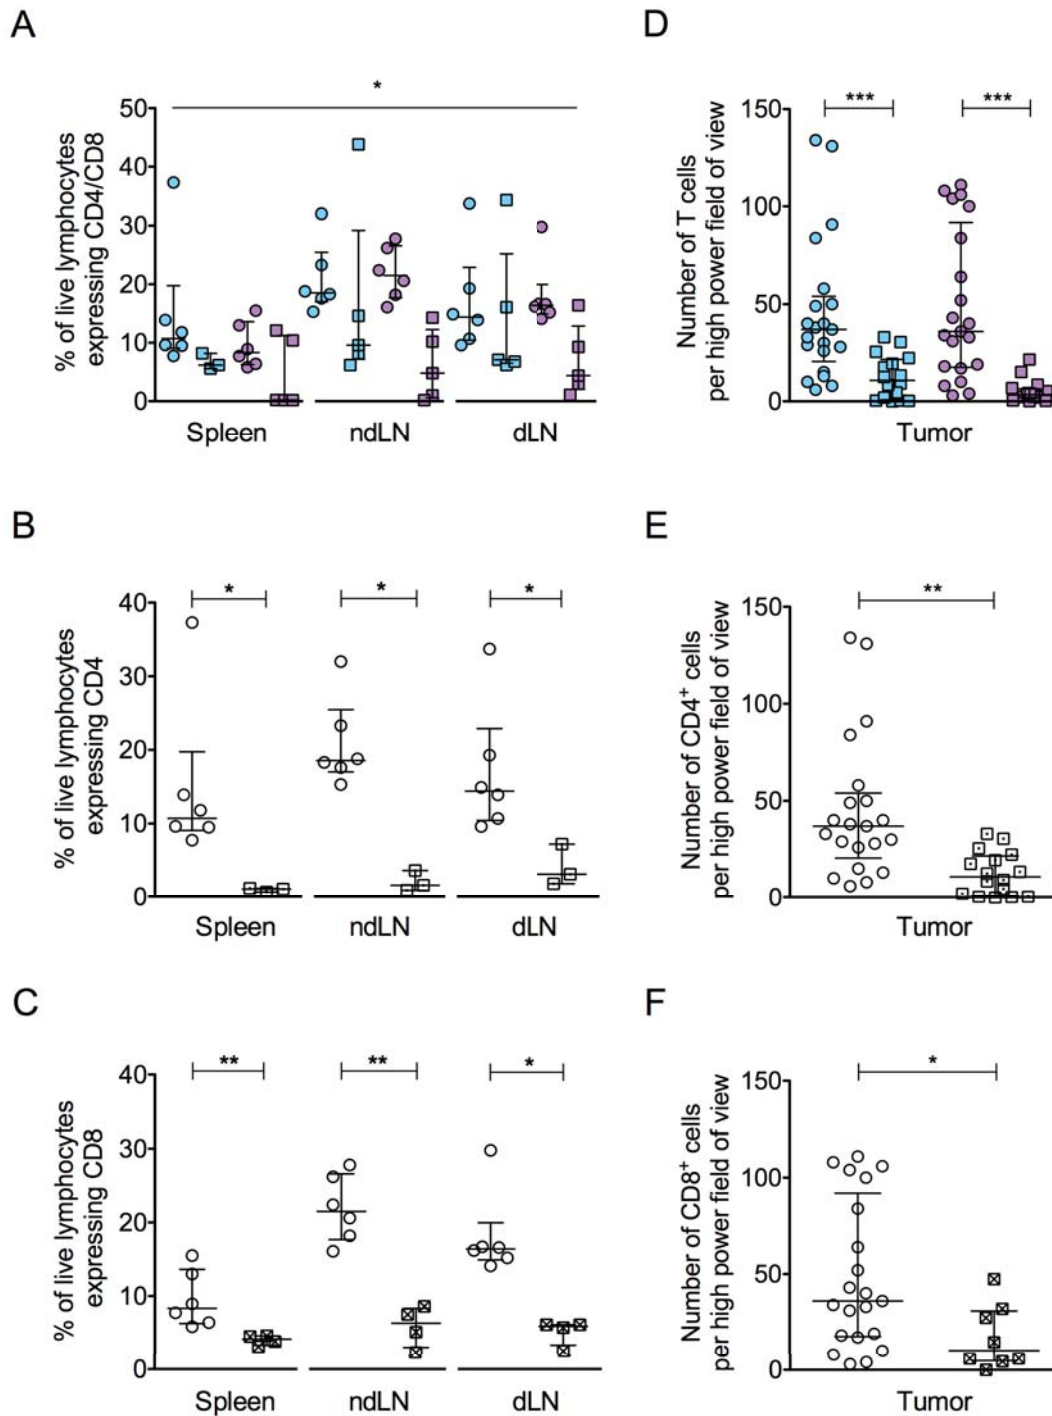 A
% of live lymphocytes
expressing CD4/CD8
50
40
30
20
10
0
*
Spleen
ndLN
dLN
D
Number of T cells
per high power field of view
150
100
50
0
***
***
Tumor
B
% of live lymphocytes
expressing CD4
40
30
20
10
0
*
*
*
Spleen
ndLN
dLN
E
Number of CD4⁺ cells
per high power field of view
150
100
50
0
**
Tumor
C
% of live lymphocytes
expressing CD8
40
30
20
10
0
**
**
*
Spleen
ndLN
dLN
F
Number of CD8⁺ cells
per high power field of view
150
100
50
0
*
Tumor